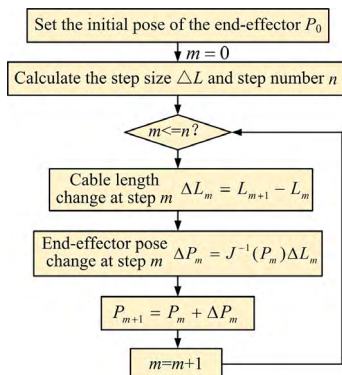 Set the initial pose of the end-effector P₀
m = 0
Calculate the step size △L and step number n
m<=n?
Cable length
change at step m ΔLₘ = Lₘ₊₁ − Lₘ
End-effector pose
change at step m ΔPₘ = J⁻¹(Pₘ)ΔLₘ
Pₘ₊₁ = Pₘ + ΔPₘ
m=m+1